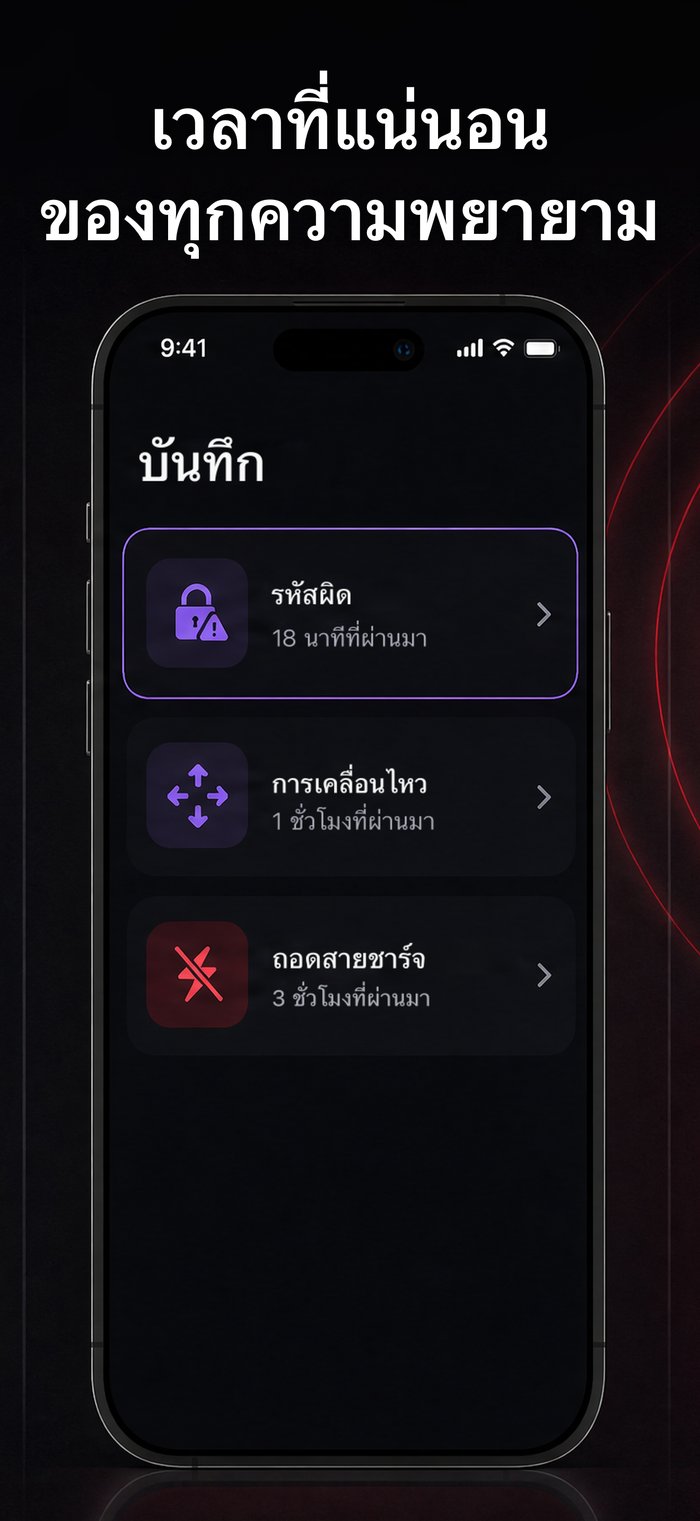 เวลาที่แน่นอน
ของทุกความพยายาม
9:41
บันทึก
รหัสผิด
18 นาทีที่ผ่านมา
การเคลื่อนไหว
1 ชั่วโมงที่ผ่านมา
ถอดสายชาร์จ
3 ชั่วโมงที่ผ่านมา